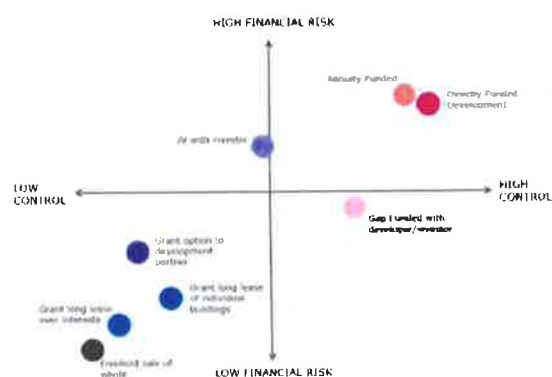 HIGH FINANCIAL RISK
Annuity Funded
Directly Funded
Development
JV with investor
LOW
CONTROL
HIGH
CONTROL
Gap Funded with
developer/investor
Grant option to
development
partner
Grant long lease
of individual
buildings
Grant long lease
over
Freehold sale of
whole
LOW FINANCIAL RISK